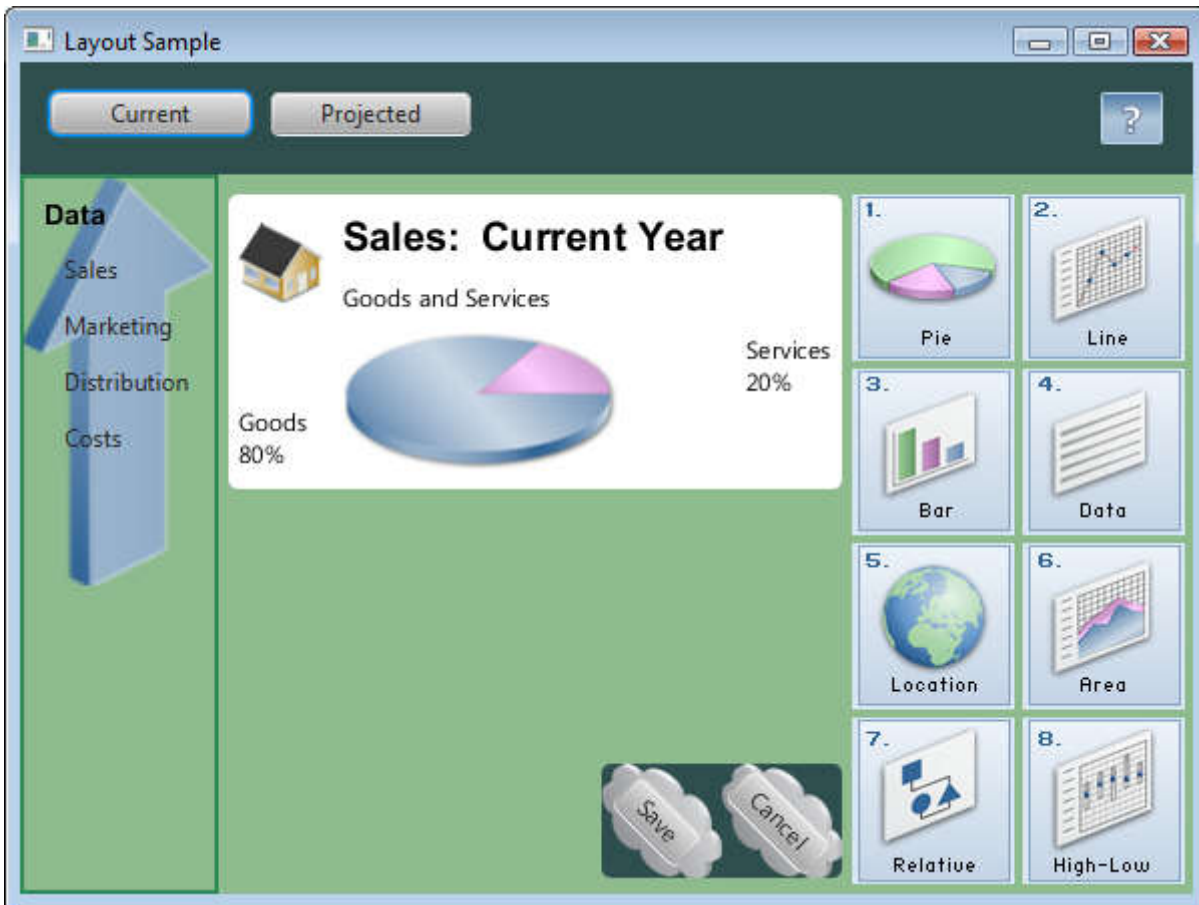 Layout Sample
Current
Projected
?
Data
Sales
Marketing
Distribution
Costs
Sales:  Current Year
Goods and Services
Goods
80%
Services
20%
Save
Cancel
1.
Pie
2.
Line
3.
Bar
4.
Data
5.
Location
6.
Area
7.
Relative
8.
High-Low